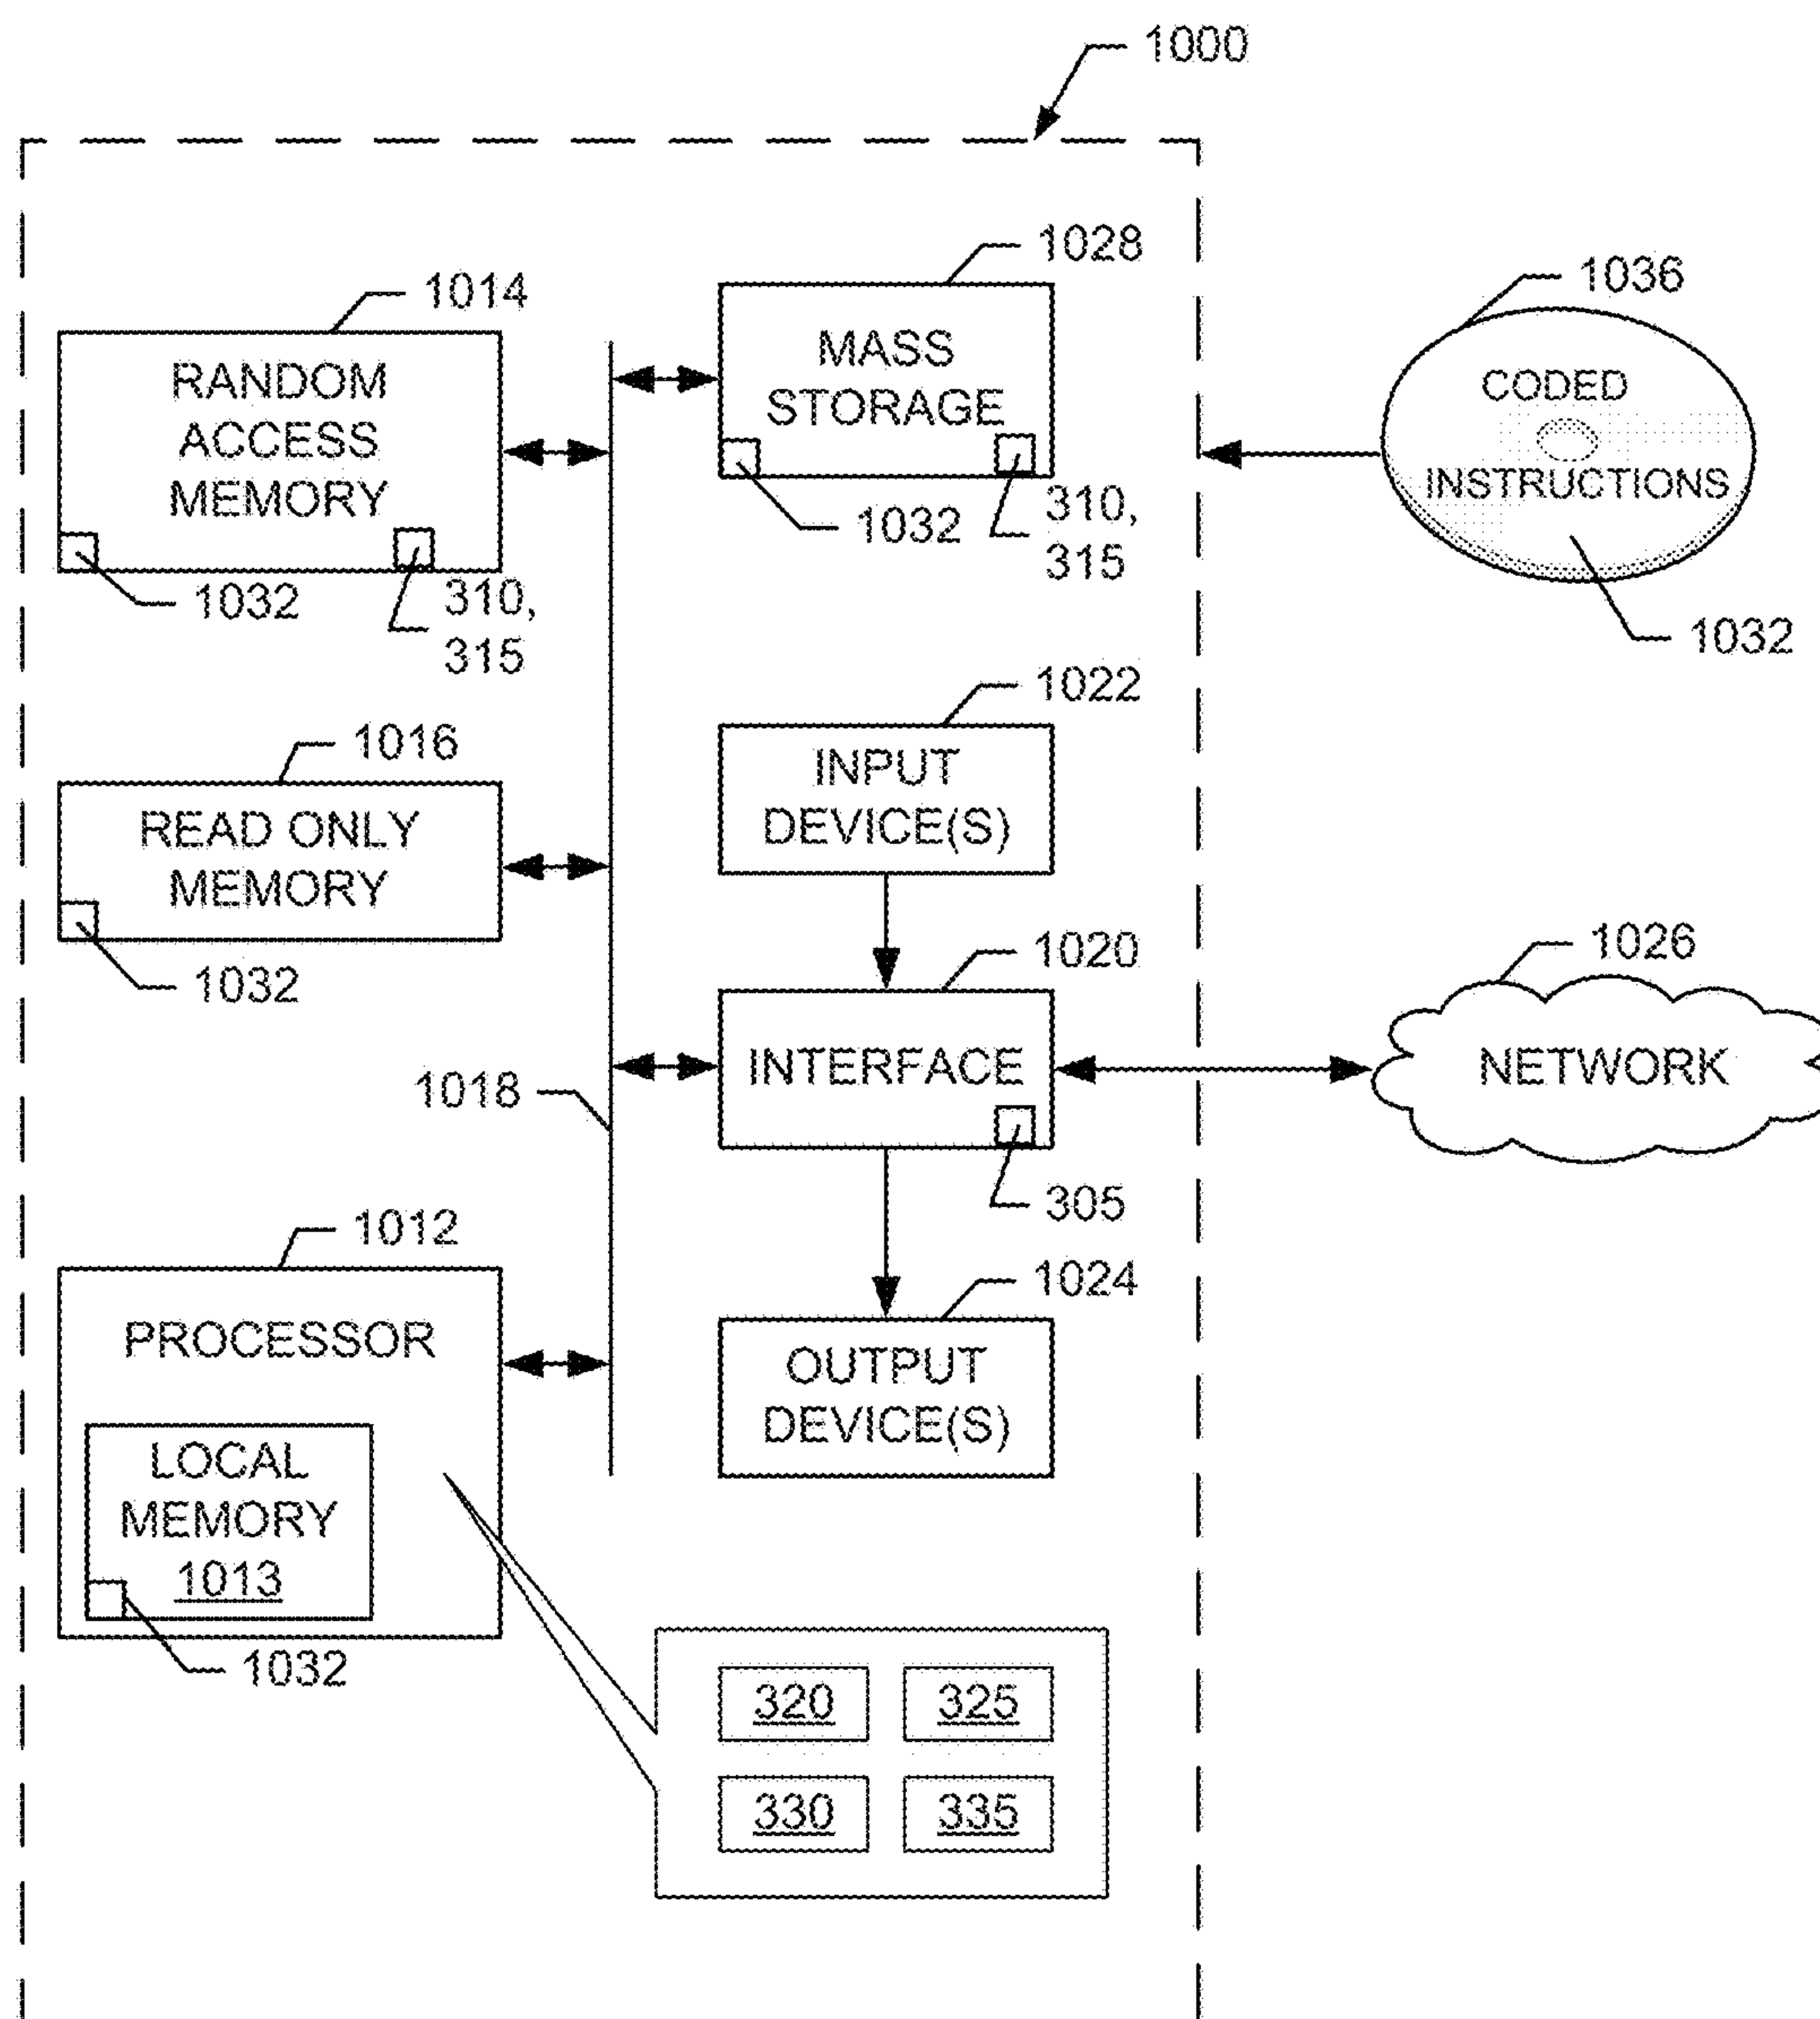 1000
1028
MASS
STORAGE
1032
310,
315
1014
RANDOM
ACCESS
MEMORY
1032
310,
315
1036
CODED
INSTRUCTIONS
1032
1022
INPUT
DEVICE(S)
1016
READ ONLY
MEMORY
1032
1020
INTERFACE
305
1018
1026
NETWORK
1012
PROCESSOR
LOCAL
MEMORY
1013
1032
1024
OUTPUT
DEVICE(S)
320
325
330
335